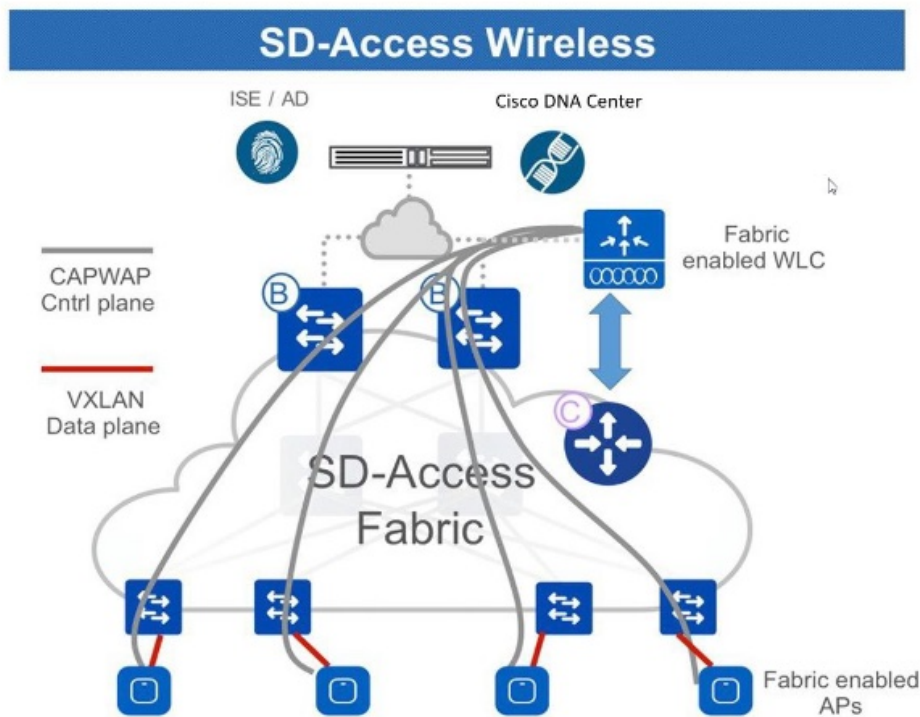 SD-Access Wireless
ISE / AD
Cisco DNA Center
Fabric
enabled WLC
CAPWAP
Cntrl plane
B
B
VXLAN
Data plane
C
SD-Access
Fabric
Fabric enabled
APs